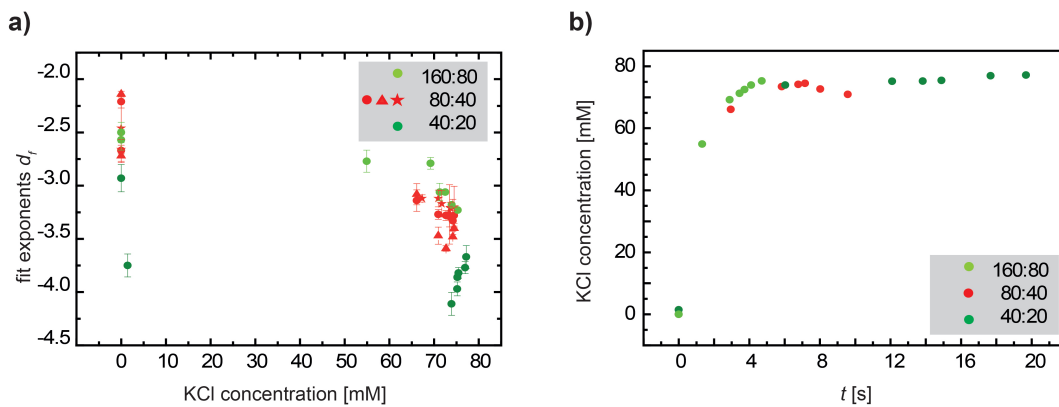 a)
fit exponents df
-2.0
-2.5
-3.0
-3.5
-4.0
-4.5
0 10 20 30 40 50 60 70 80
KCl concentration [mM]
160:80
80:40
40:20
b)
KCl concentration [mM]
80
60
40
20
0
0 4 8 12 16 20
t [s]
160:80
80:40
40:20